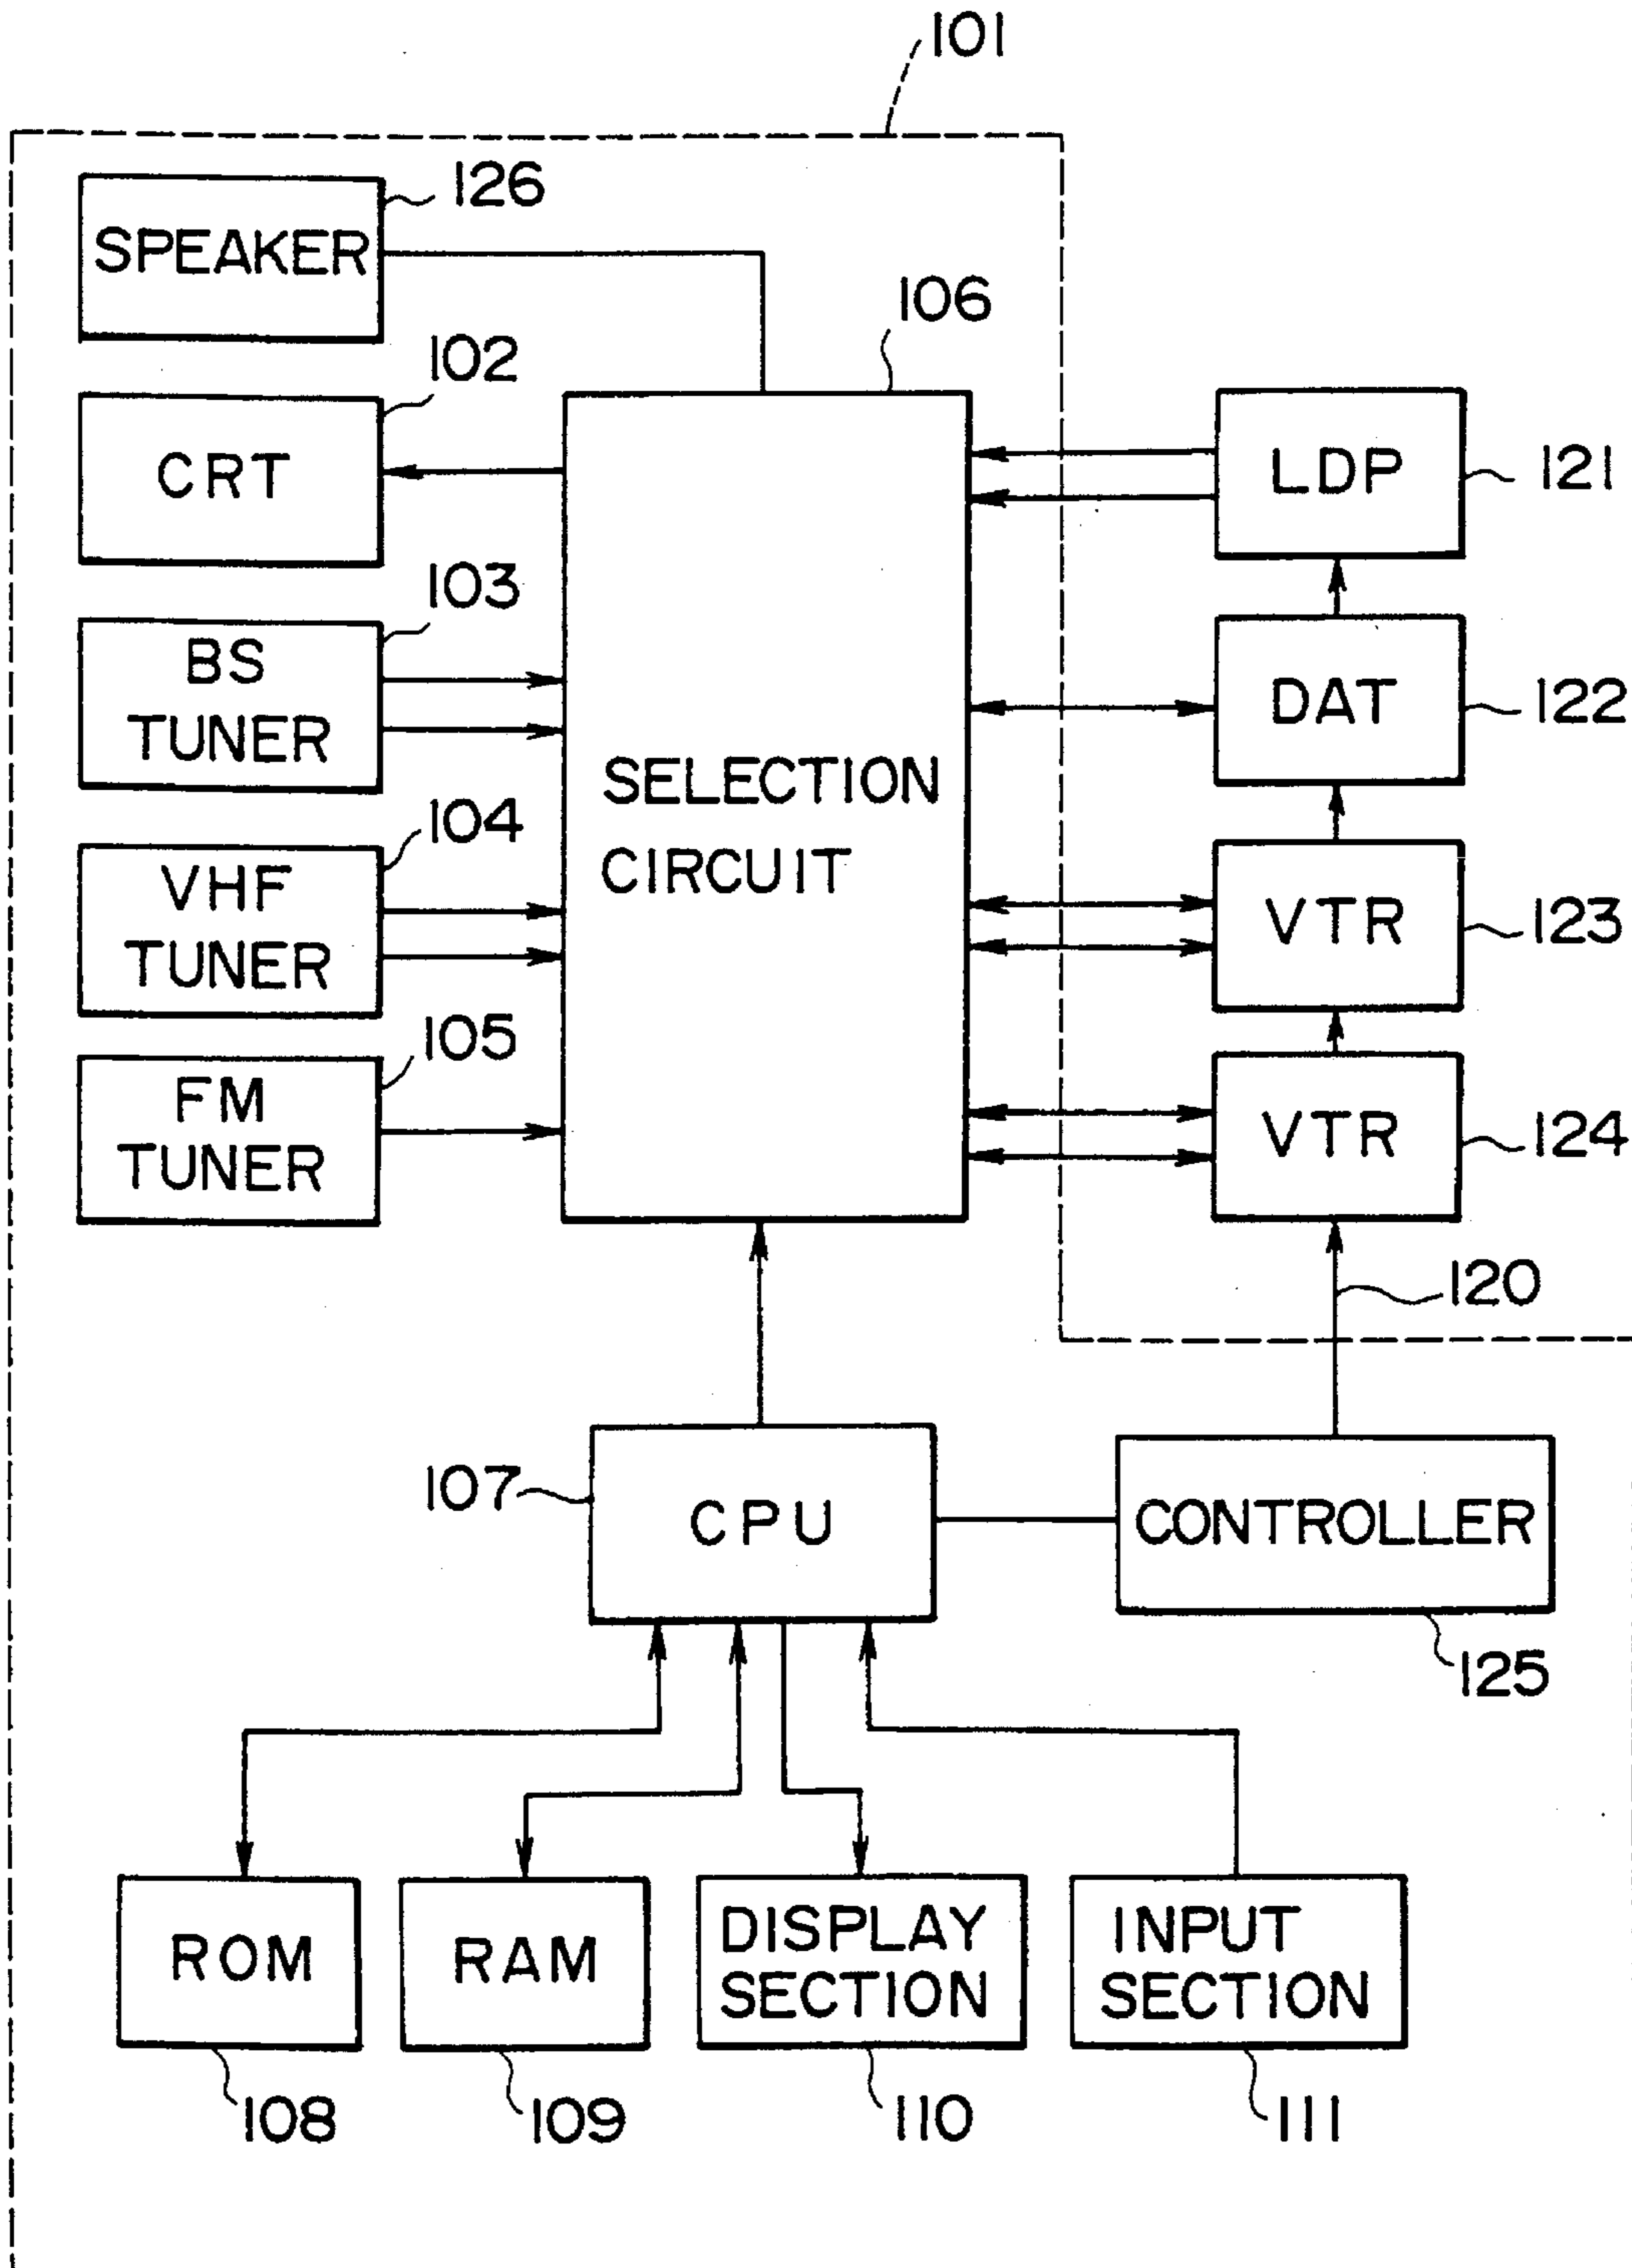 101
126
SPEAKER
106
102
CRT
LDP
121
103
BS
TUNER
DAT
122
SELECTION
CIRCUIT
104
VHF
TUNER
VTR
123
105
FM
TUNER
VTR
124
120
107
CPU
CONTROLLER
125
ROM
RAM
DISPLAY
SECTION
INPUT
SECTION
108
109
110
111